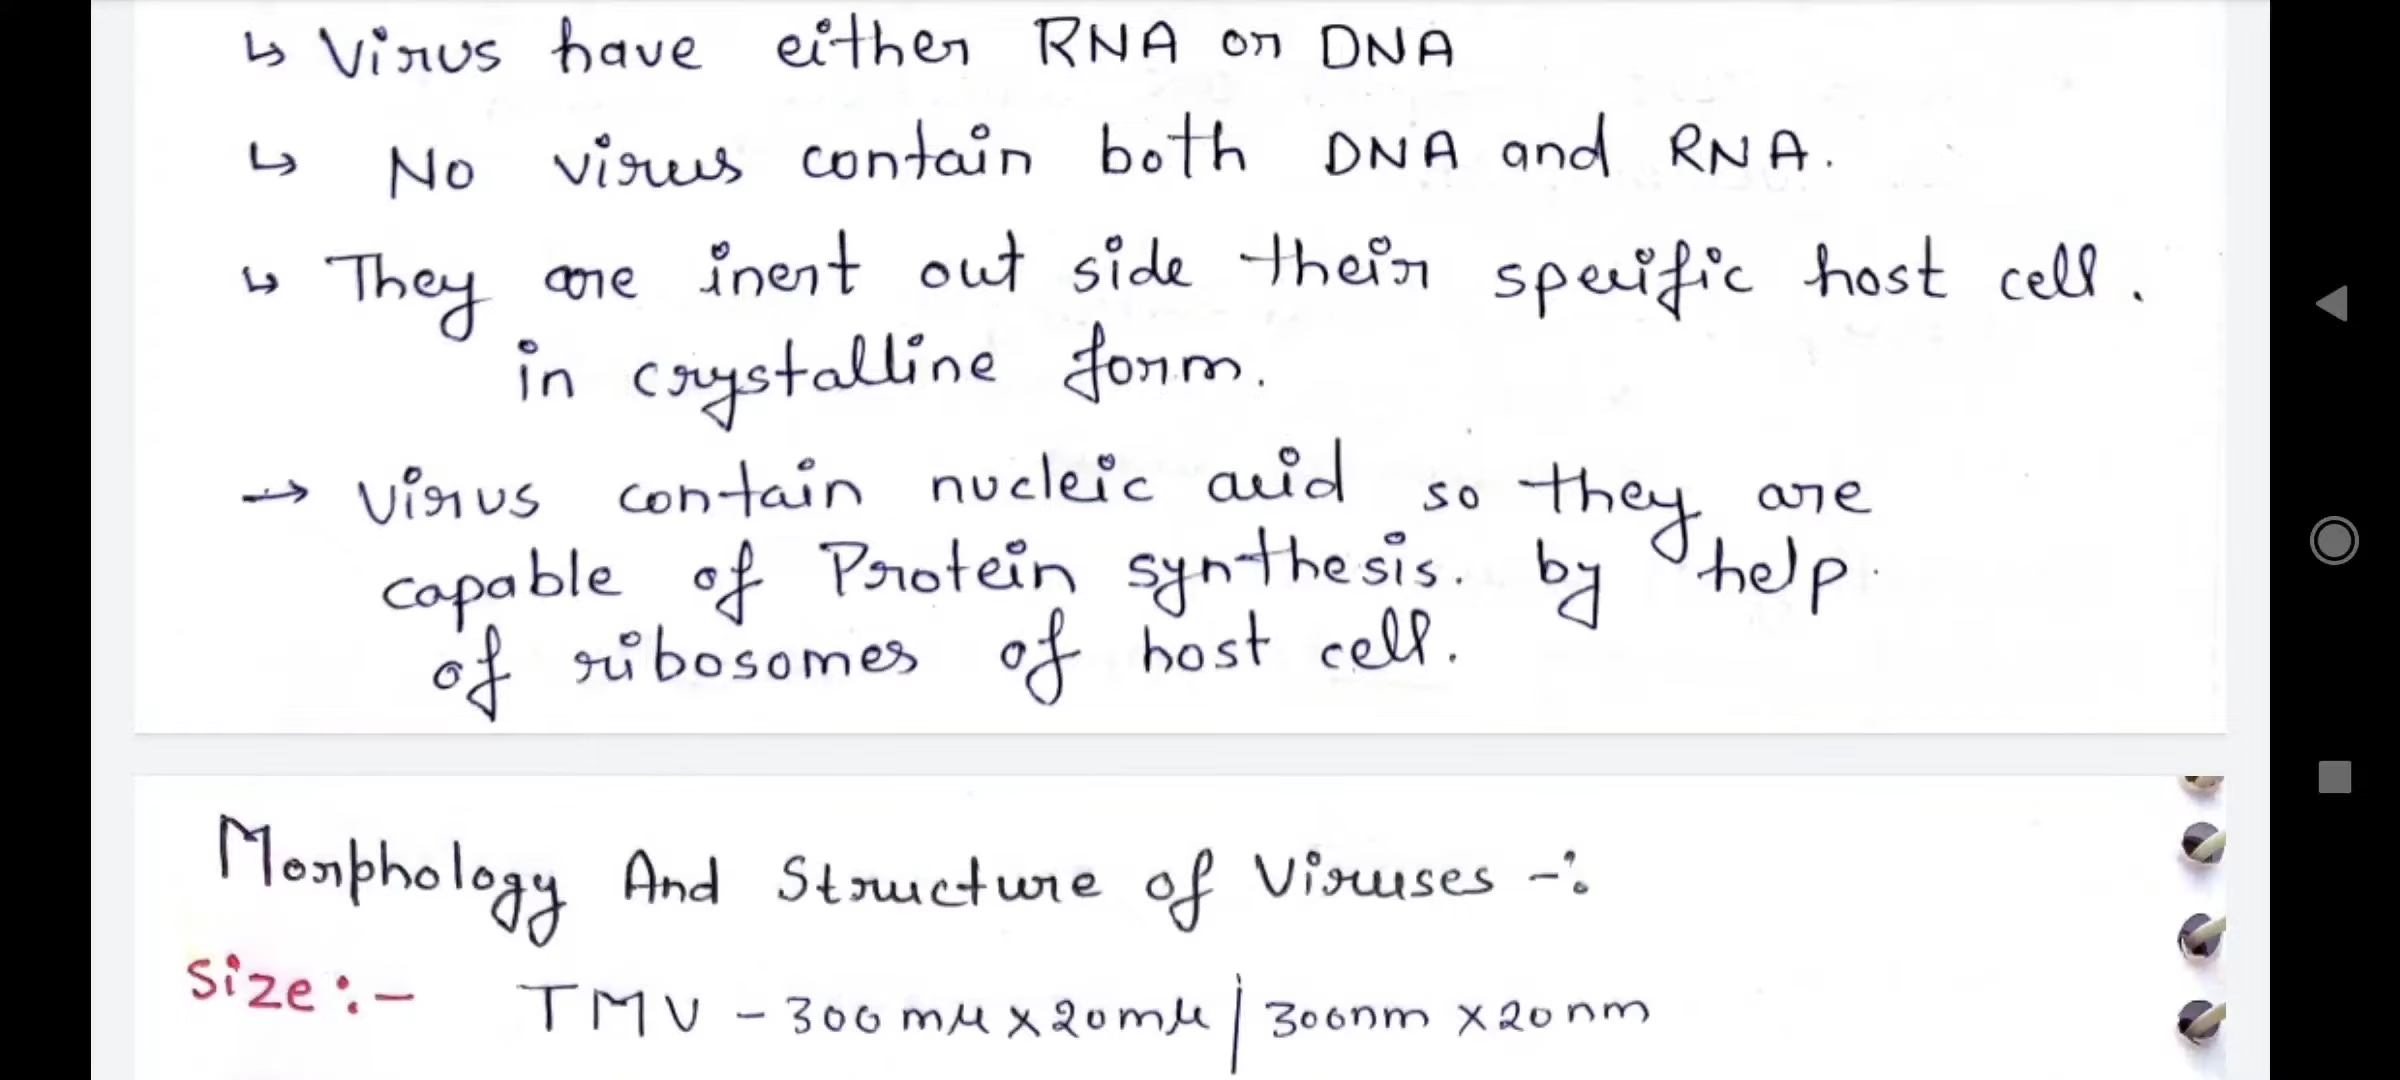 ↳ Virus have either RNA or DNA
↳ No virus contain both DNA and RNA.
↳ They are inert out side their specific host cell.
in crystalline form.
→ Virus contain nucleic acid so they are
capable of Protein synthesis. by help
of ribosomes of host cell.
Morphology And Structure of Viruses -:
Size :- TMV - 300 mμ x 20 mμ | 300nm x 20 nm